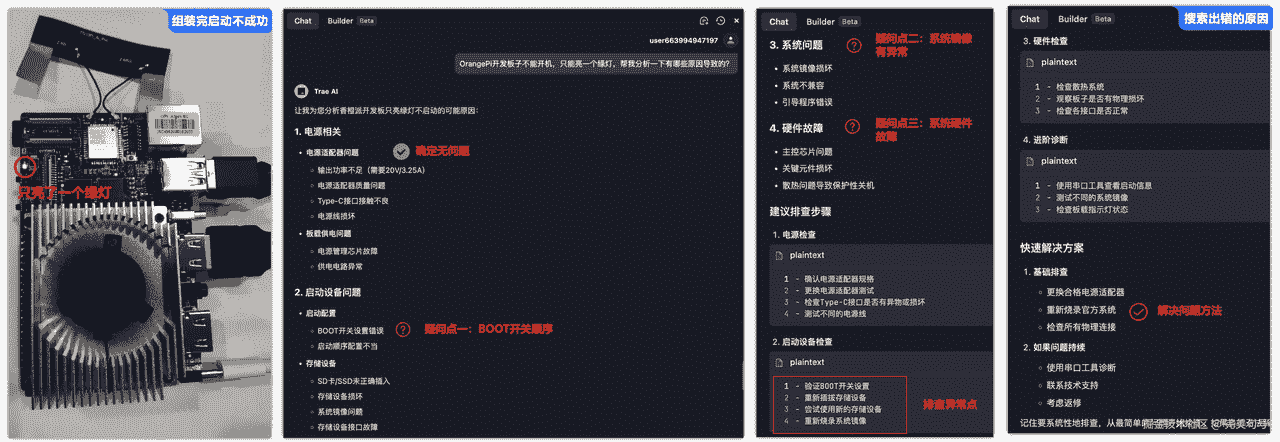 组装完启动不成功
只亮了一个绿灯
Chat
Builder
Beta
user663994947197
OrangePi开发板子不能开机，只能亮一个绿灯，帮我分析一下有哪些原因导致的？
Trae AI
让我为您分析香橙派开发板只亮绿灯不启动的可能原因：
1. 电源相关
• 电源适配器问题
确定无问题
○ 输出功率不足（需要20V/3.25A）
○ 电源适配器质量问题
○ Type-C接口接触不良
○ 电源线损坏
• 板载供电问题
○ 电源管理芯片故障
○ 供电电路异常
2. 启动设备问题
• 启动配置
○ BOOT开关设置错误
疑问点一：BOOT开关顺序
○ 启动顺序配置不当
• 存储设备
○ SD卡/SSD未正确插入
○ 存储设备损坏
○ 系统镜像问题
○ 存储设备接口故障
Chat
Builder
Beta
3. 系统问题
疑问点二：系统镜像
有异常
• 系统镜像损坏
• 系统不兼容
• 引导程序错误
4. 硬件故障
疑问点三：系统硬件
故障
• 主控芯片问题
• 关键元件损坏
• 散热问题导致保护性关机
建议排查步骤
1. 电源检查
plaintext
1 - 确认电源适配器规格
2 - 更换电源适配器测试
3 - 检查Type-C接口是否有异物或损坏
4 - 测试不同的电源线
2. 启动设备检查
plaintext
1 - 验证BOOT开关设置
2 - 重新插拔存储设备
3 - 尝试使用新的存储设备
4 - 重新烧录系统镜像
排查异常点
Chat
Builder
Beta
搜索出错的原因
3. 硬件检查
plaintext
1 - 检查散热系统
2 - 观察板子是否有物理损坏
3 - 检查各接口是否正常
4. 进阶诊断
plaintext
1 - 使用串口工具查看启动信息
2 - 测试不同的系统镜像
3 - 检查板载指示灯状态
快速解决方案
1. 基础排查
○ 更换合格电源适配器
○ 重新烧录官方系统
○ 检查所有物理连接
解决问题方法
2. 如果问题持续
○ 使用串口工具诊断
○ 联系技术支持
○ 考虑返修
记住要系统性地排查，从最简单的